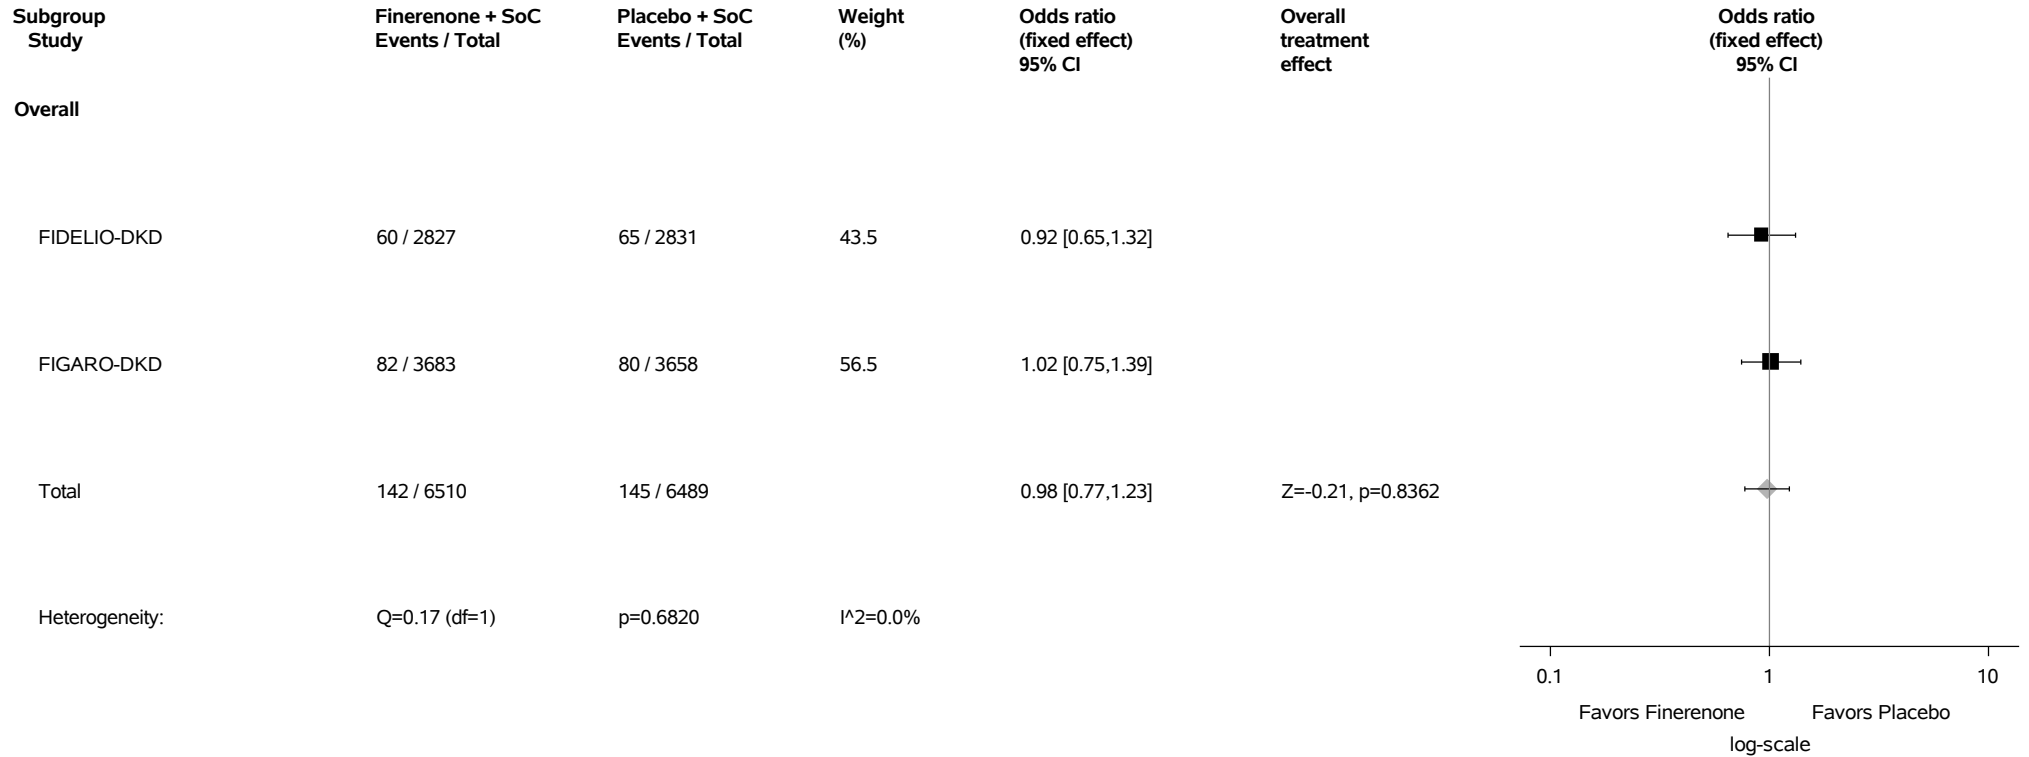 Subgroup Finerenone + SoC Placebo + SoC Weight Odds ratio Overall Odds ratio
Study Events / Total Events / Total (%) (fixed effect) treatment (fixed effect)
95% CI effect 95% CI
Overall
FIDELIO-DKD 60 / 2827 65 / 2831 43.5 0.92 [0.65,1.32]
FIGARO-DKD 82 / 3683 80 / 3658 56.5 1.02 [0.75,1.39]
Total 142 / 6510 145 / 6489 0.98 [0.77,1.23] Z=-0.21, p=0.8362
Heterogeneity: Q=0.17 (df=1) p=0.6820 I^2=0.0%
0.1 1 10
Favors Finerenone Favors Placebo
log-scale